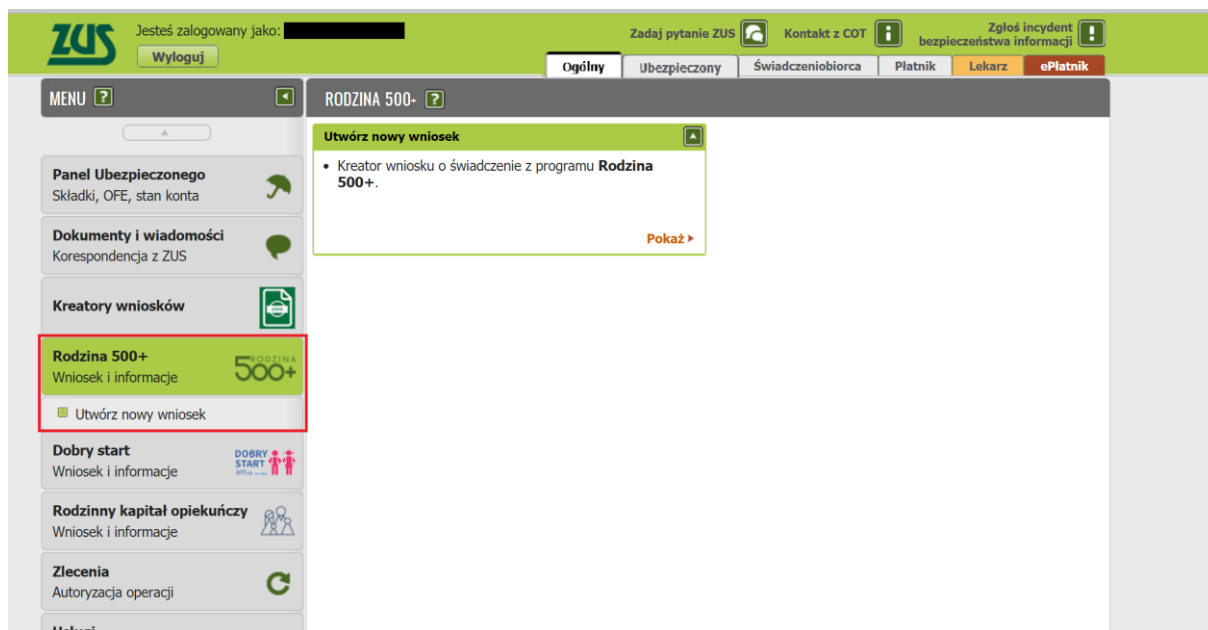 ZUS
Jesteś zalogowany jako:
Wyloguj
Zadaj pytanie ZUS
Kontakt z COT
Zgłoś incydent
bezpieczeństwa informacji
Ogólny
Ubezpieczony
Świadczeniobiorca
Płatnik
Lekarz
ePłatnik
MENU ?
RODZINA 500+ ?
Utwórz nowy wniosek
• Kreator wniosku o świadczenie z programu Rodzina
500+.
Pokaż
Panel Ubezpieczonego
Składki, OFE, stan konta
Dokumenty i wiadomości
Korespondencja z ZUS
Kreatory wniosków
Rodzina 500+
Wniosek i informacje
RODZINA
500+
Utwórz nowy wniosek
Dobry start
Wniosek i informacje
DOBRY
START
Rodzinny kapitał opiekuńczy
Wniosek i informacje
Zlecenia
Autoryzacja operacji